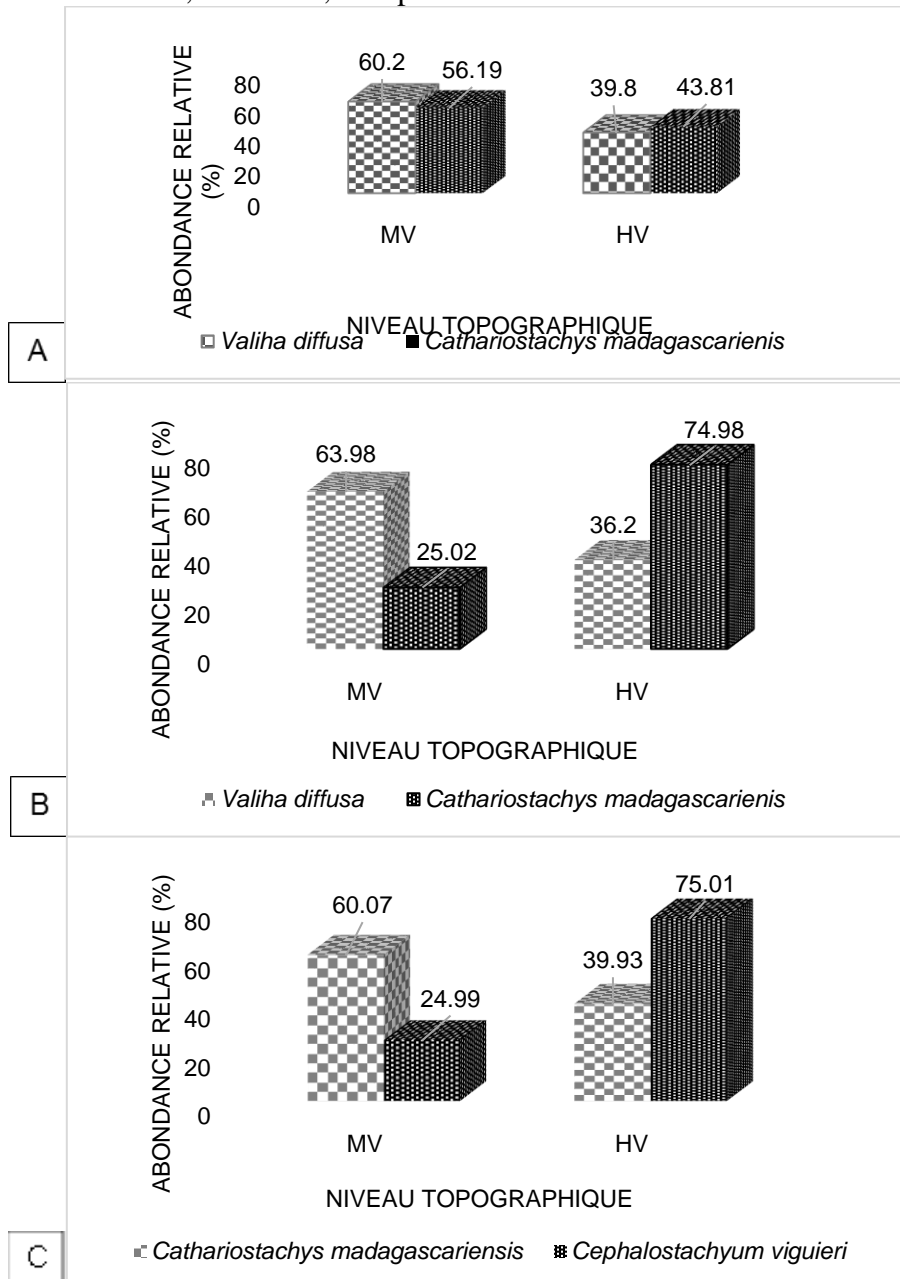 60.2
56.19
39.8
43.81
80
60
40
20
0
ABONDANCE RELATIVE
(%)
MV
HV
NIVEAU TOPOGRAPHIQUE
Valiha diffusa
Cathariostachys madagascarienis
A
63.98
25.02
36.2
74.98
80
60
40
20
0
ABONDANCE RELATIVE (%)
MV
HV
NIVEAU TOPOGRAPHIQUE
Valiha diffusa
Cathariostachys madagascarienis
B
60.07
24.99
39.93
75.01
80
60
40
20
0
ABONDANCE RELATIVE (%)
MV
HV
NIVEAU TOPOGRAPHIQUE
Cathariostachys madagascariensis
Cephalostachyum viguieri
C